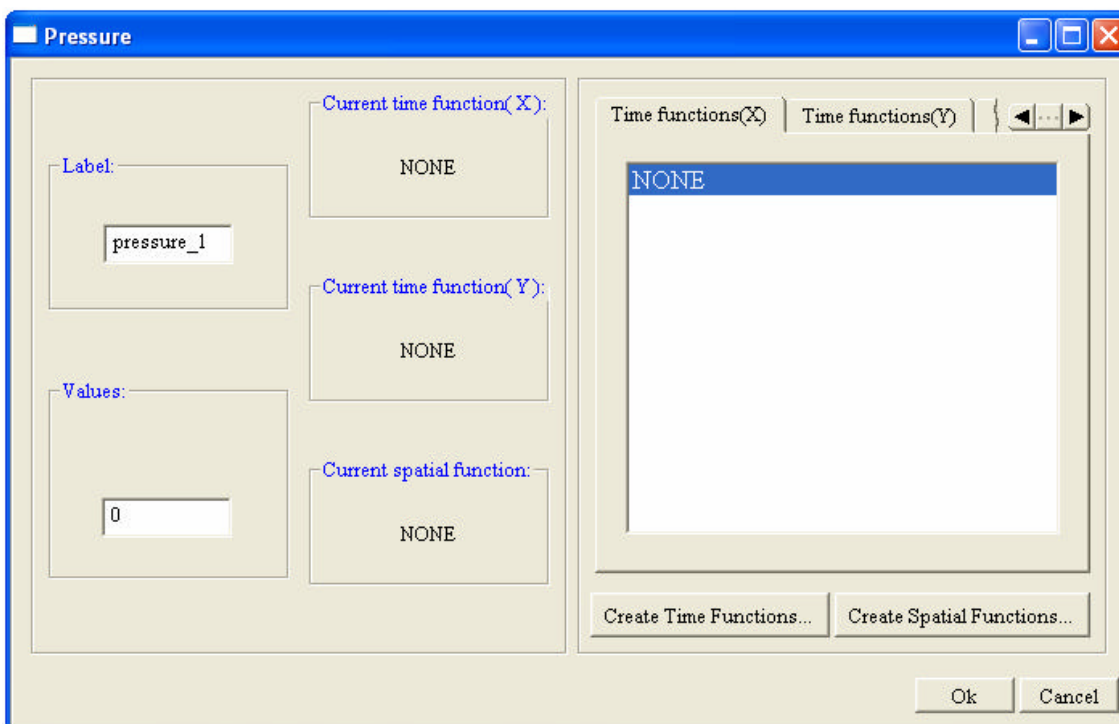 Pressure
Label:
pressure_1
Values:
0
Current time function(X):
NONE
Current time function(Y):
NONE
Current spatial function:
NONE
Time functions(X)
Time functions(Y)
NONE
Create Time Functions...
Create Spatial Functions...
Ok
Cancel